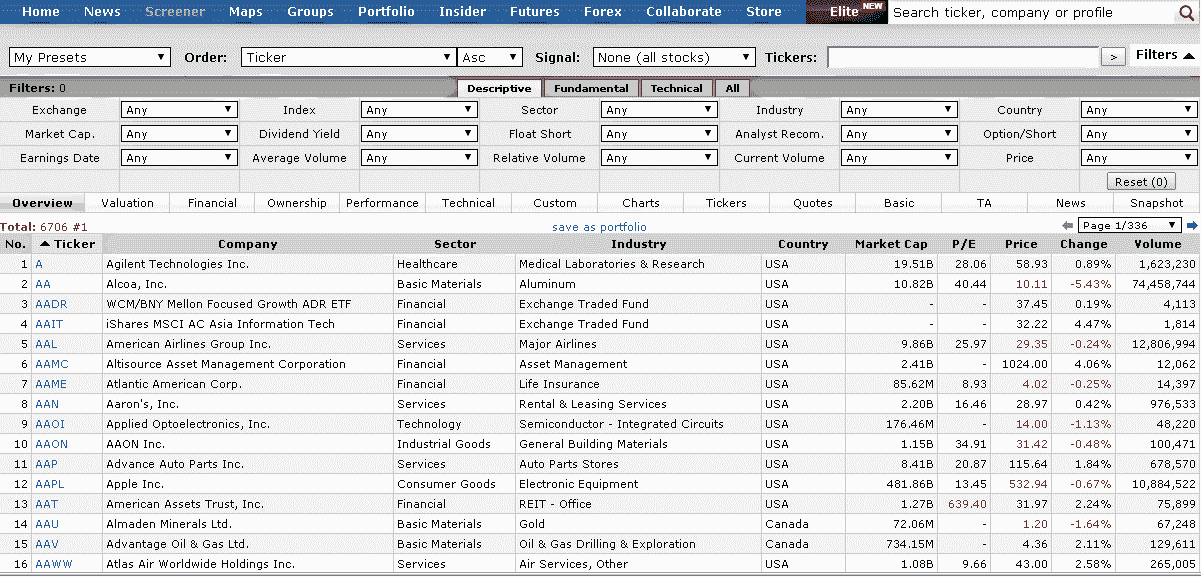 Home News Screener Maps Groups Portfolio Insider Futures Forex Collaborate Store Elite NEW Search ticker, company or profile
My Presets Order: Ticker Asc Signal: None (all stocks) Tickers: > Filters
Filters: 0 Descriptive Fundamental Technical All
Exchange Any Index Any Sector Any Industry Any Country Any
Market Cap. Any Dividend Yield Any Float Short Any Analyst Recom. Any Option/Short Any
Earnings Date Any Average Volume Any Relative Volume Any Current Volume Any Price Any
Reset (0)
Overview Valuation Financial Ownership Performance Technical Custom Charts Tickers Quotes Basic TA News Snapshot
Total: 6706 #1 save as portfolio Page 1/336
No. Ticker Company Sector Industry Country Market Cap P/E Price Change Volume
1 A Agilent Technologies Inc. Healthcare Medical Laboratories & Research USA 19.51B 28.06 58.93 0.89% 1,623,230
2 AA Alcoa, Inc. Basic Materials Aluminum USA 10.82B 40.44 10.11 -5.43% 74,458,744
3 AADR WCM/BNY Mellon Focused Growth ADR ETF Financial Exchange Traded Fund USA - - 37.45 0.19% 4,113
4 AAIT iShares MSCI AC Asia Information Tech Financial Exchange Traded Fund USA - - 32.22 4.47% 1,814
5 AAL American Airlines Group Inc. Services Major Airlines USA 9.86B 25.97 29.35 -0.24% 12,806,994
6 AAMC Altisource Asset Management Corporation Financial Asset Management USA 2.41B - 1024.00 4.06% 12,062
7 AAME Atlantic American Corp. Financial Life Insurance USA 85.62M 8.93 4.02 -0.25% 14,397
8 AAN Aaron's, Inc. Services Rental & Leasing Services USA 2.20B 16.46 28.97 0.42% 976,533
9 AAOI Applied Optoelectronics, Inc. Technology Semiconductor - Integrated Circuits USA 176.46M - 14.00 -1.13% 48,220
10 AAON AAON Inc. Industrial Goods General Building Materials USA 1.15B 34.91 31.42 -0.48% 100,471
11 AAP Advance Auto Parts Inc. Services Auto Parts Stores USA 8.41B 20.87 115.64 1.84% 678,570
12 AAPL Apple Inc. Consumer Goods Electronic Equipment USA 481.86B 13.45 532.94 -0.67% 10,884,522
13 AAT American Assets Trust, Inc. Financial REIT - Office USA 1.27B 639.40 31.97 2.24% 75,899
14 AAU Almaden Minerals Ltd. Basic Materials Gold Canada 72.06M - 1.20 -1.64% 67,248
15 AAV Advantage Oil & Gas Ltd. Basic Materials Oil & Gas Drilling & Exploration Canada 734.15M - 4.36 2.11% 129,611
16 AAWW Atlas Air Worldwide Holdings Inc. Services Air Services, Other USA 1.08B 9.66 43.00 2.58% 265,005